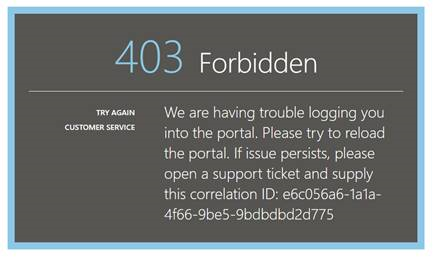 403 Forbidden
TRY AGAIN
CUSTOMER SERVICE
We are having trouble logging you
into the portal. Please try to reload
the portal. If issue persists, please
open a support ticket and supply
this correlation ID: e6c056a6-1a1a-
4f66-9be5-9bdbdbd2d775